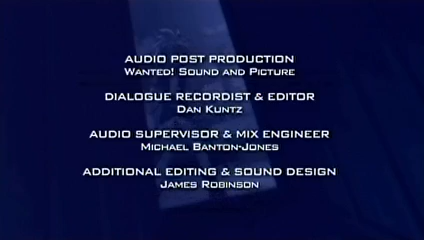 AUDIO POST PRODUCTION
WANTED! SOUND AND PICTURE
DIALOGUE RECORDIST & EDITOR
DAN KUNTZ
AUDIO SUPERVISOR & MIX ENGINEER
MICHAEL BANTON-JONES
ADDITIONAL EDITING & SOUND DESIGN
JAMES ROBINSON